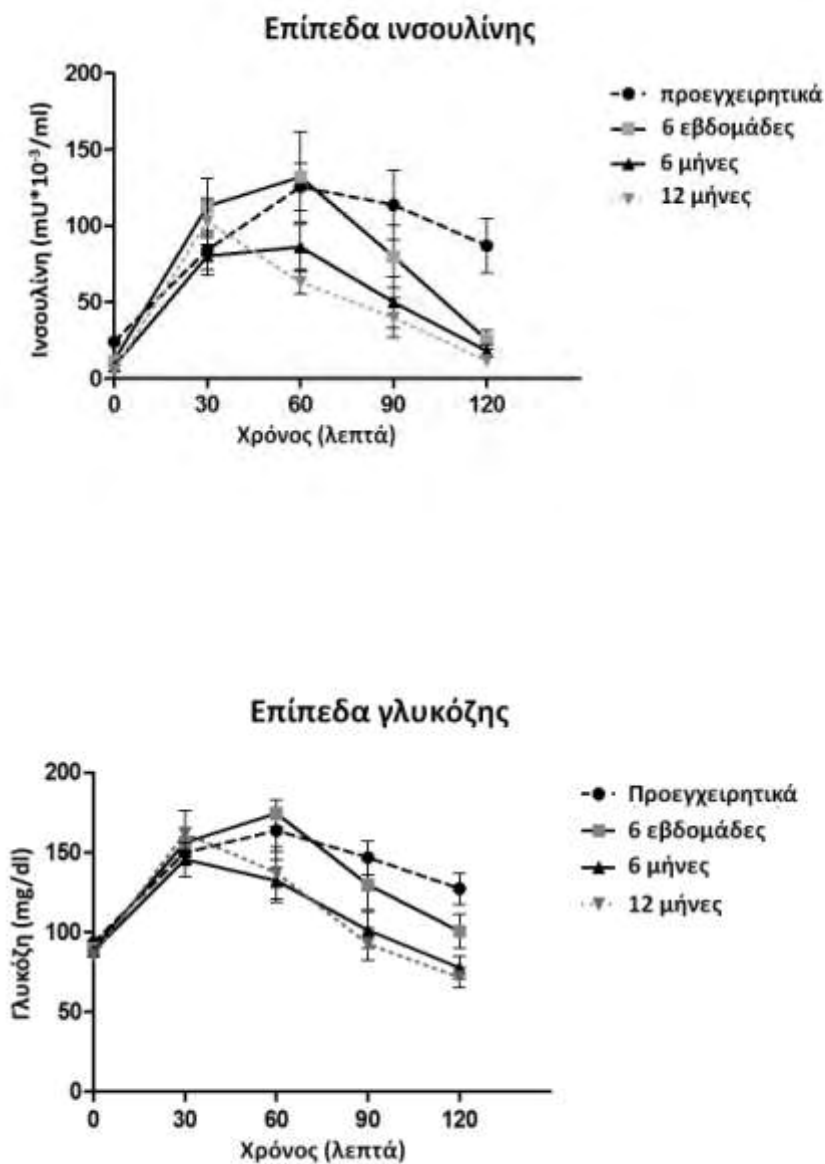 Επίπεδα ινσουλίνης
200
150
100
50
0
Ινσουλίνη (mU*10⁻³/ml)
0 30 60 90 120
Χρόνος (λεπτά)
προεγχειρητικά
6 εβδομάδες
6 μήνες
12 μήνες
Επίπεδα γλυκόζης
200
150
100
50
0
Γλυκόζη (mg/dl)
0 30 60 90 120
Χρόνος (λεπτά)
Προεγχειρητικά
6 εβδομάδες
6 μήνες
12 μήνες